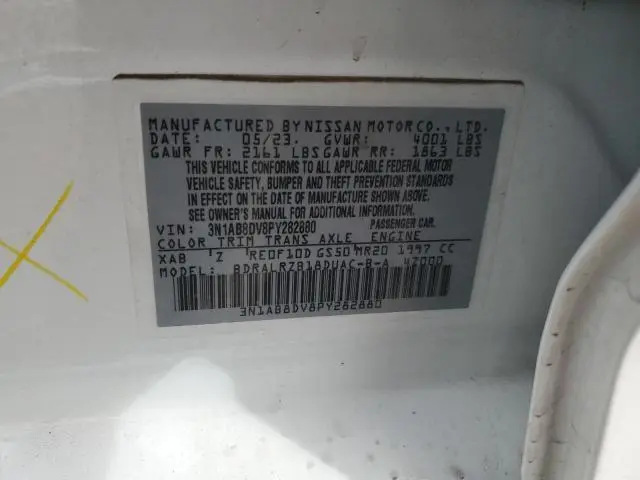 MANUFACTURED BY NISSAN MOTOR CO., LTD.
DATE: 05/23. GVWR: 4001 LBS
GAWR FR: 2161 LBS GAWR RR: 1863 LBS
THIS VEHICLE CONFORMS TO ALL APPLICABLE FEDERAL MOTOR
VEHICLE SAFETY, BUMPER AND THEFT PREVENTION STANDARDS
IN EFFECT ON THE DATE OF MANUFACTURE SHOWN ABOVE.
SEE OWNER'S MANUAL FOR ADDITIONAL INFORMATION.
VIN: 3N1AB8DV8PY282880 PASSENGER CAR.
COLOR TRIM TRANS AXLE ENGINE
XAB Z RE0F10D GS50 MR20 1997 CC
MODEL: BDRALRZB18DUAC-B-A 4Z000
3N1AB8DV8PY282880